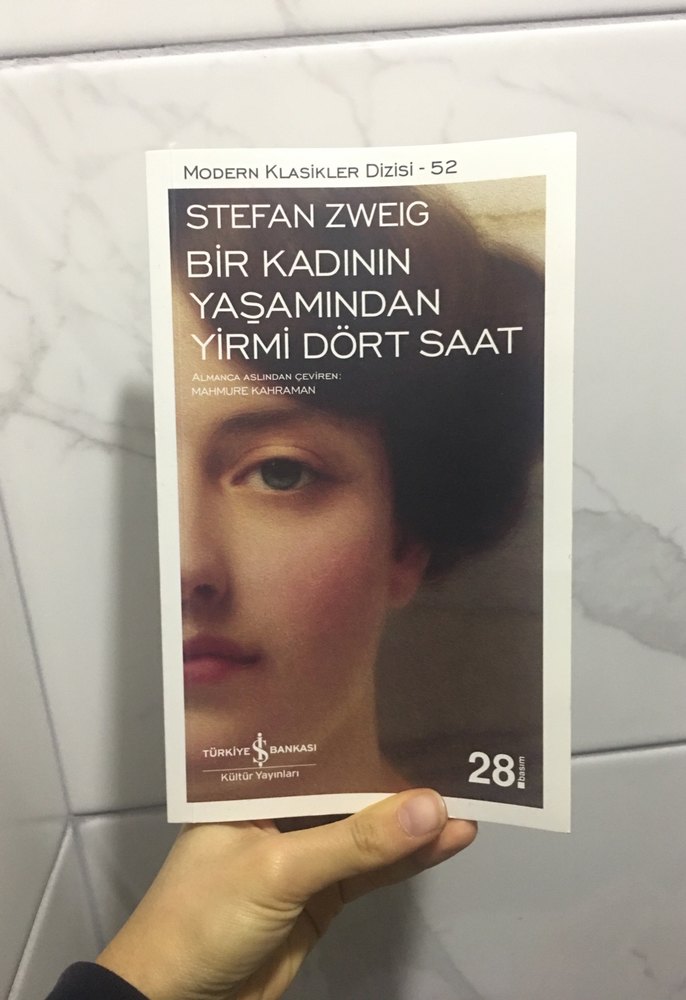 MODERN KLASİKLER DİZİSİ - 52
STEFAN ZWEIG
BİR KADININ
YAŞAMINDAN
YİRMİ DÖRT SAAT
ALMANCA ASLINDAN ÇEVİREN:
MAHMURE KAHRAMAN
TÜRKİYE İŞ BANKASI
Kültür Yayınları
28. basım